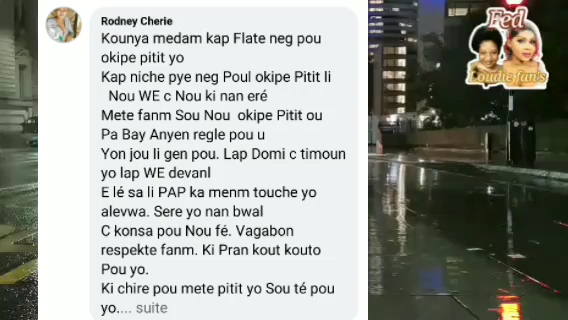 Rodney Cherie
Kounya medam kap Flate neg pou
okipe pitit yo
Kap niche pye neg Poul okipe Pitit li
Nou WE c Nou ki nan eré
Mete fanm Sou Nou okipe Pitit ou
Pa Bay Anyen regle pou u
Yon jou li gen pou. Lap Domi c timoun
yo lap WE devanl
E lé sa li PAP ka menm touche yo
alevwa. Sere yo nan bwal
C konsa pou Nou fé. Vagabon
respekte fanm. Ki Pran kout kouto
Pou yo.
Ki chire pou mete pitit yo Sou té pou
yo.... suite
Fed
Loudie fan's